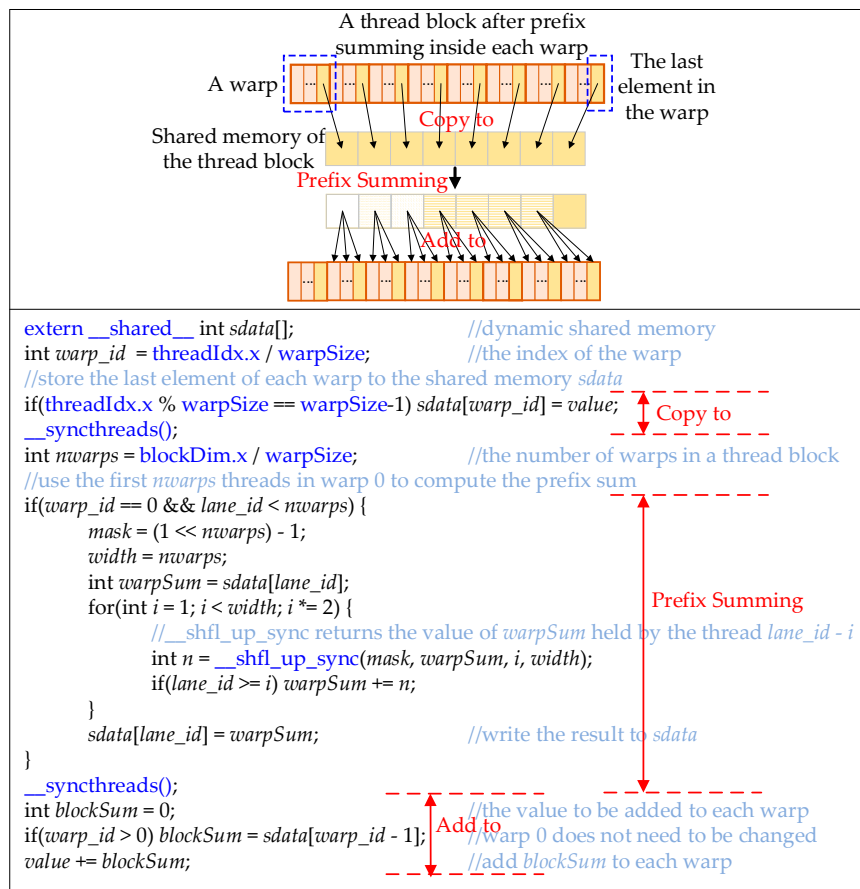 A thread block after prefix
summing inside each warp
The last
element in
the warp
A warp
...
...
...
...
...
...
...
...
Copy to
Shared memory of
the thread block
Prefix Summing
Add to
...
...
...
...
...
...
...
...
extern __shared__ int sdata[]; //dynamic shared memory
int warp_id = threadIdx.x / warpSize; //the index of the warp
//store the last element of each warp to the shared memory sdata
if(threadIdx.x % warpSize == warpSize-1) sdata[warp_id] = value;
Copy to
__syncthreads();
int nwarps = blockDim.x / warpSize; //the number of warps in a thread block
//use the first nwarps threads in warp 0 to compute the prefix sum
if(warp_id == 0 && lane_id < nwarps) {
mask = (1 << nwarps) - 1;
width = nwarps;
int warpSum = sdata[lane_id];
for(int i = 1; i < width; i *= 2) { Prefix Summing
//__shfl_up_sync returns the value of warpSum held by the thread lane_id - i
int n = __shfl_up_sync(mask, warpSum, i, width);
if(lane_id >= i) warpSum += n;
}
sdata[lane_id] = warpSum; //write the result to sdata
}
__syncthreads();
int blockSum = 0; //the value to be added to each warp
if(warp_id > 0) blockSum = sdata[warp_id - 1]; Add to //warp 0 does not need to be changed
value += blockSum; //add blockSum to each warp